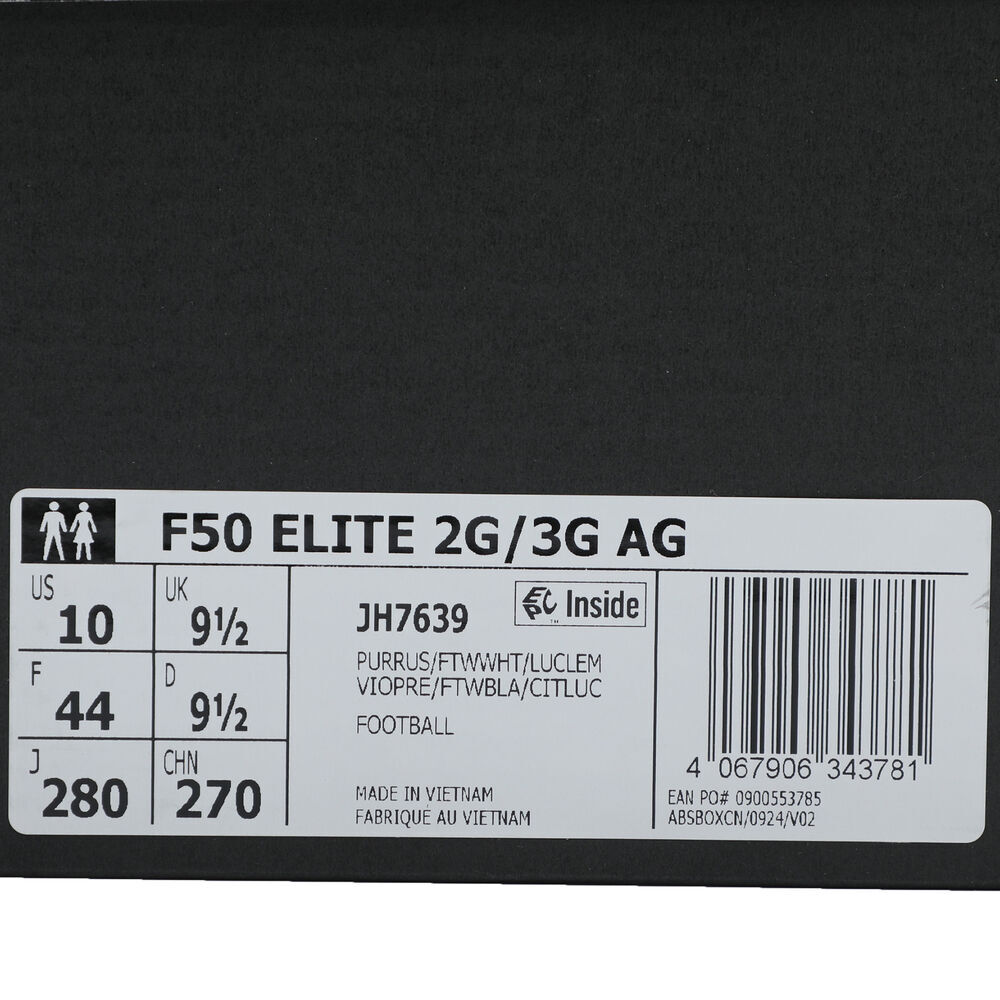 F50 ELITE 2G/3G AG
US 10 UK 9½
F 44 D 9½
J 280 CHN 270
JH7639 EPC™ Inside
PURRUS/FTWWHT/LUCLEM
VIOPRE/FTWBLA/CITLUC
FOOTBALL
MADE IN VIETNAM
FABRIQUÉ AU VIETNAM
4 067906 343781
EAN PO# 0900553785
ABSBOXCN/0924/V02